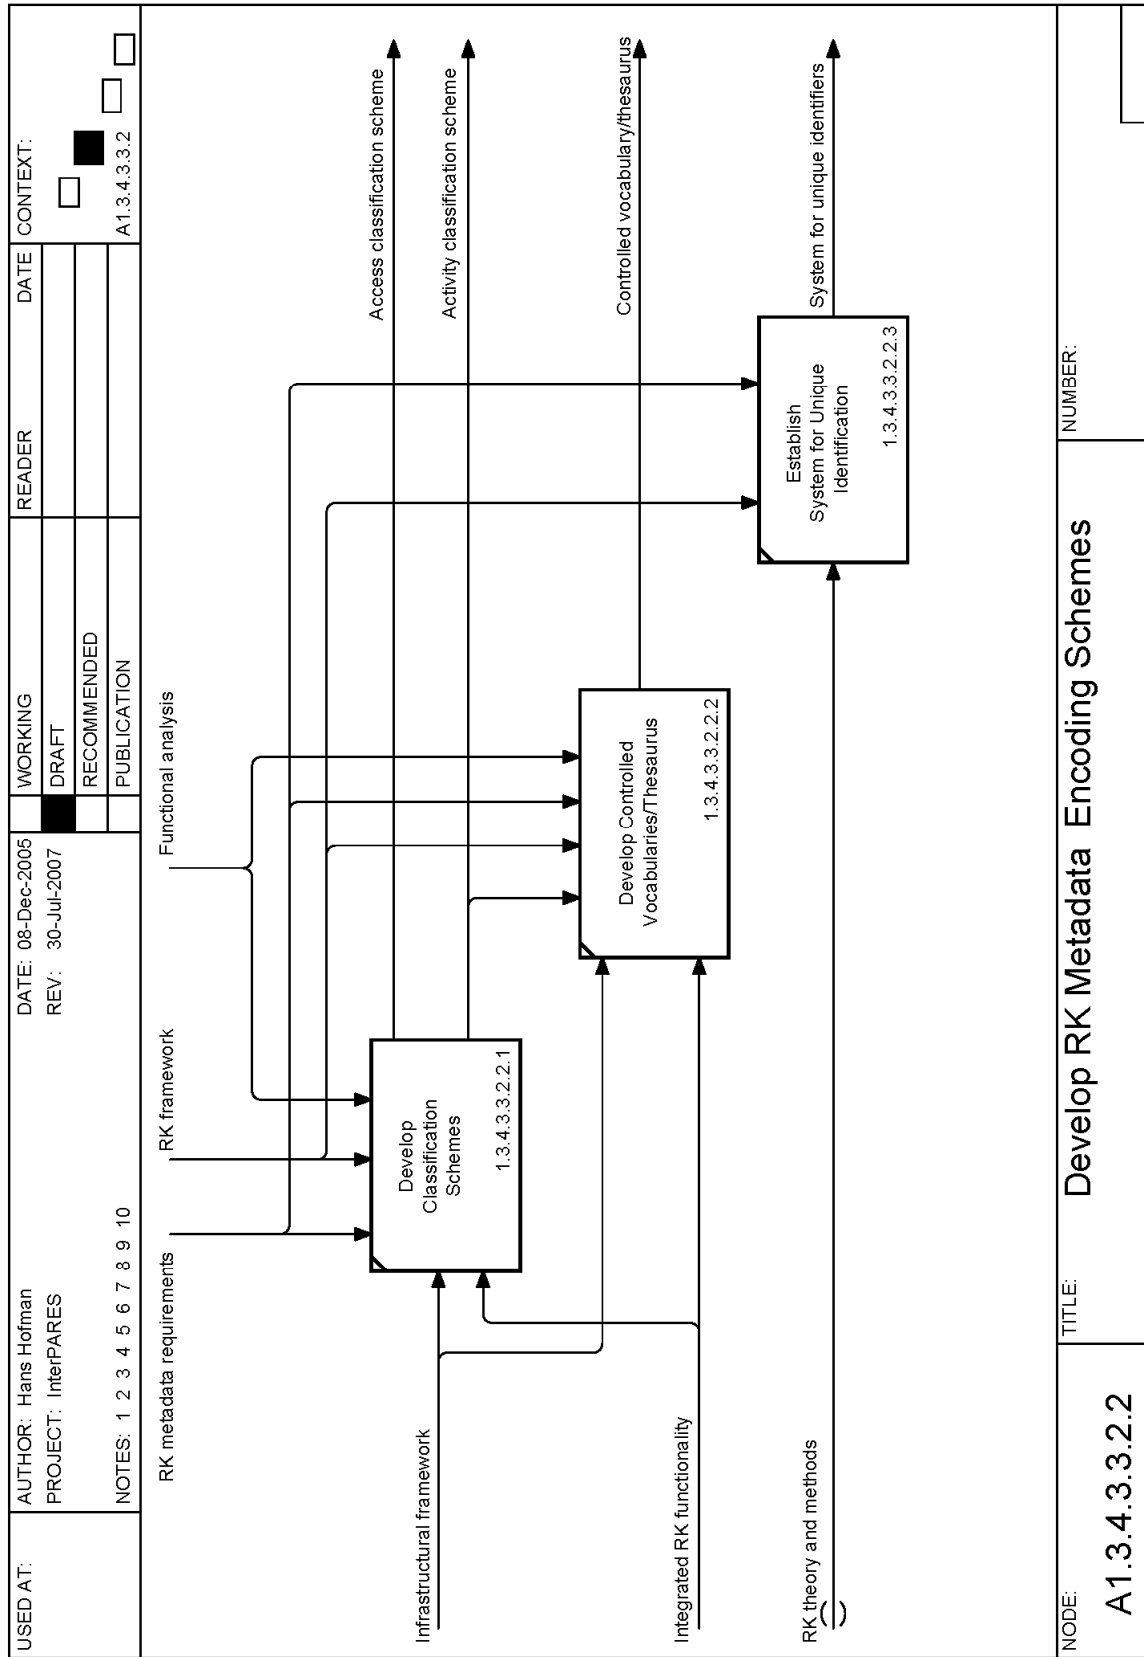 USED AT:
AUTHOR: Hans Hofman
PROJECT: InterPARES
NOTES: 1 2 3 4 5 6 7 8 9 10
DATE: 08-Dec-2005
REV: 30-Jul-2007
WORKING
DRAFT
RECOMMENDED
PUBLICATION
READER
DATE
CONTEXT:
A1.3.4.3.3.2
RK metadata requirements
RK framework
Functional analysis
Infrastructural framework
Integrated RK functionality
RK theory and methods
Develop
Classification
Schemes
1.3.4.3.3.2.2.1
Develop Controlled
Vocabularies/Thesaurus
1.3.4.3.3.2.2.2
Establish
System for Unique
Identification
1.3.4.3.3.2.2.3
Access classification scheme
Activity classification scheme
Controlled vocabulary/thesaurus
System for unique identifiers
NODE:
A1.3.4.3.3.2.2
TITLE:
Develop RK Metadata Encoding Schemes
NUMBER: